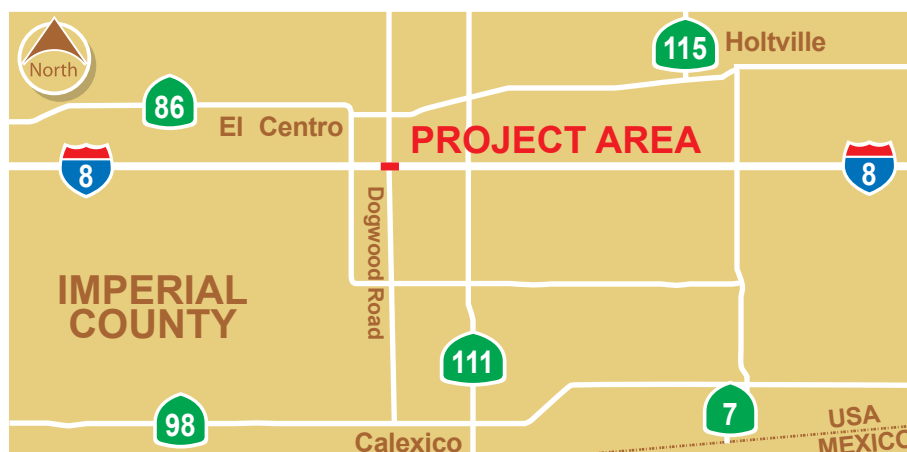 115
Holtville
North
86
El Centro
PROJECT AREA
8
8
Dogwood Road
IMPERIAL
COUNTY
111
7
98
USA
Calexico
MEXICO